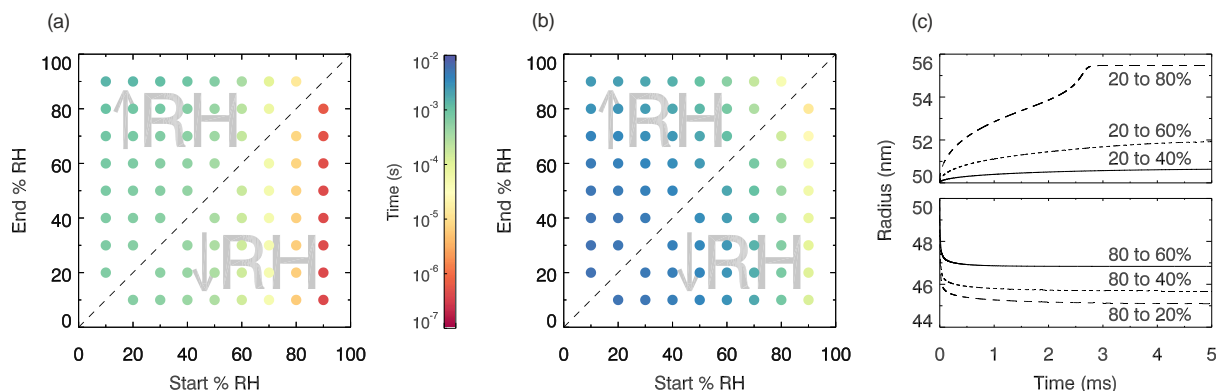 (a)
(b)
(c)
100
80
60
40
20
0
End % RH
↑RH
↓RH
0 20 40 60 80 100
Start % RH
10-2
10-3
10-4
10-5
10-6
10-7
Time (s)
100
80
60
40
20
0
End % RH
↑RH
↓RH
0 20 40 60 80 100
Start % RH
56
54
52
50
20 to 80%
20 to 60%
20 to 40%
Radius (nm)
48
46
44
80 to 60%
80 to 40%
80 to 20%
0 1 2 3 4 5
Time (ms)